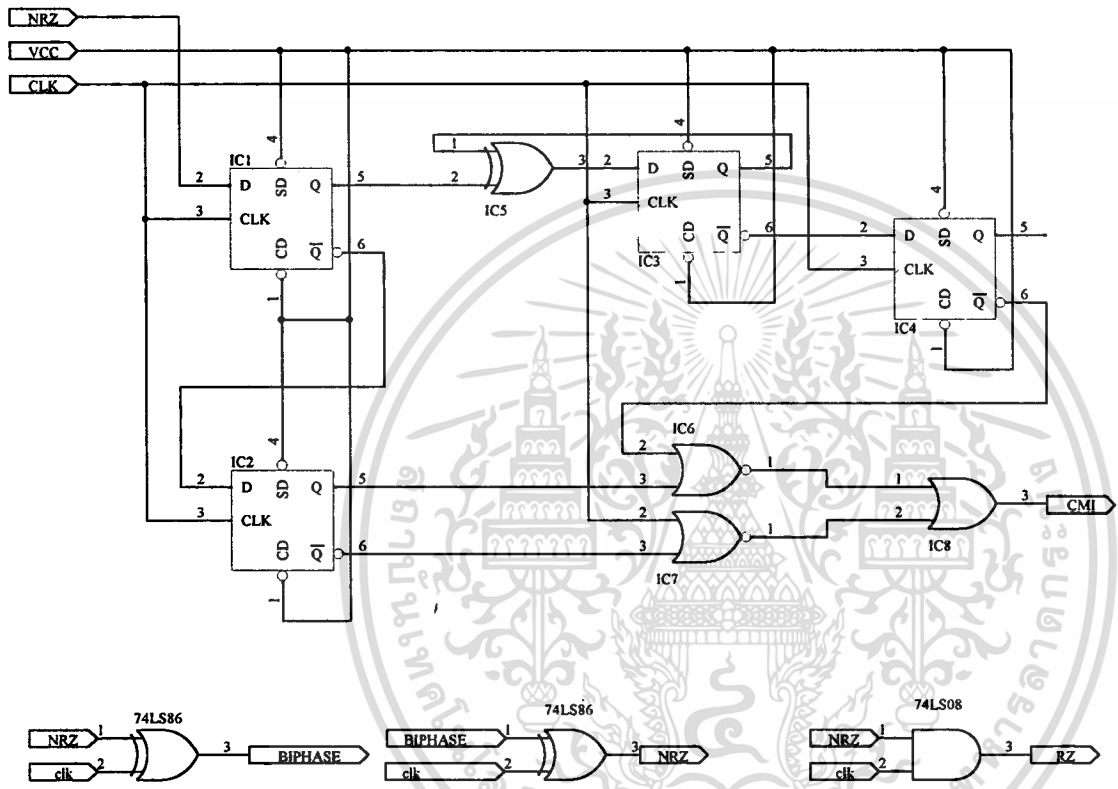 NRZ
VCC
CLK
4
IC1
2 D SD Q 5
3 CLK
CD Q 6
1
1
2
IC5
3
4
2 D SD Q 5
3 CLK
CD Q 6
IC3
1
4
2 D SD Q 5
3 CLK
CD Q 6
IC4
1
4
IC2
2 D SD Q 5
3 CLK
CD Q 6
1
IC6
2
3
1
2
3
1
IC7
1
2
3
IC8
CMI
74LS86
NRZ 1
clk 2
3 BIPHASE
74LS86
BIPHASE 1
clk 2
3 NRZ
74LS08
NRZ 1
clk 2
3 RZ